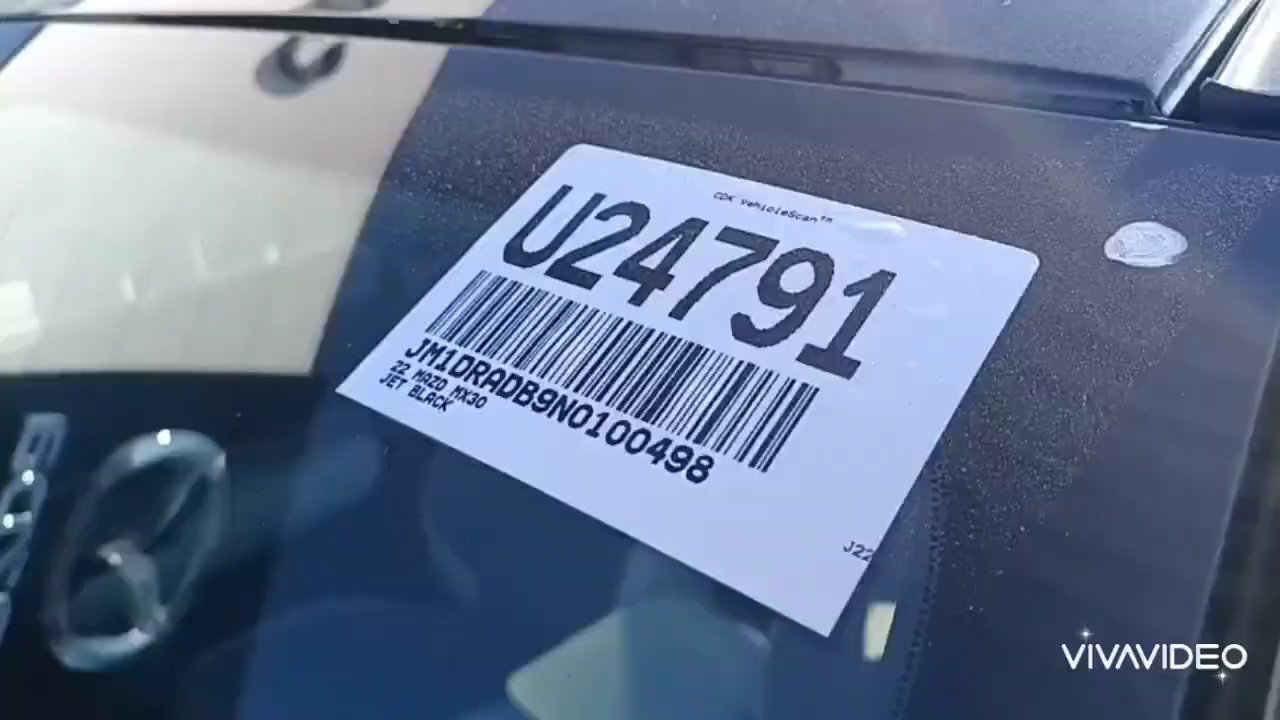 CDK VehicleScan™
U24791
JM1DRADB9N0100498
22 MAZD MX30
JET BLACK
J22
VIVAVIDEO